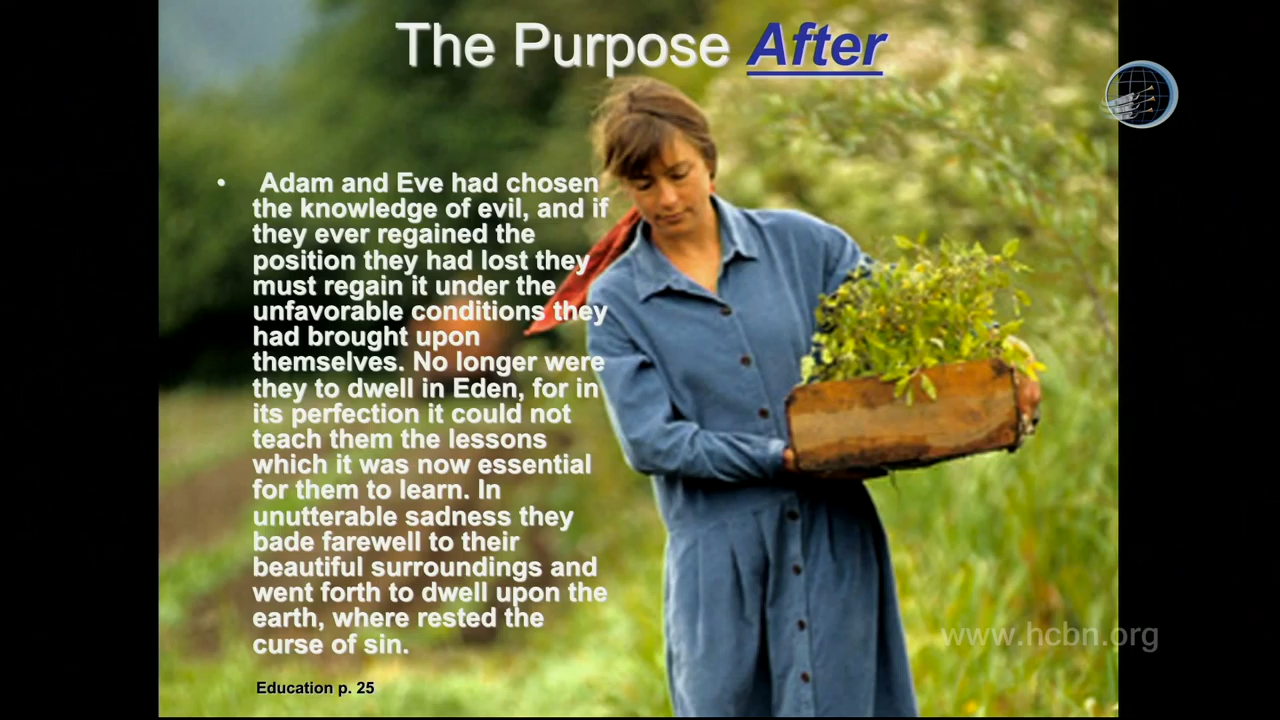 The Purpose After
• Adam and Eve had chosen
the knowledge of evil, and if
they ever regained the
position they had lost they
must regain it under the
unfavorable conditions they
had brought upon
themselves. No longer were
they to dwell in Eden, for in
its perfection it could not
teach them the lessons
which it was now essential
for them to learn. In
unutterable sadness they
bade farewell to their
beautiful surroundings and
went forth to dwell upon the
earth, where rested the
curse of sin.
Education p. 25
www.hcbn.org